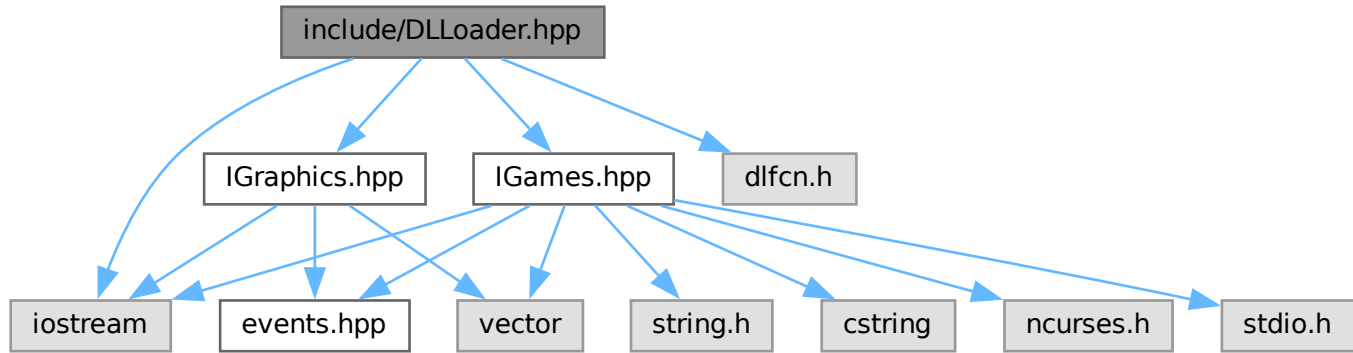 include/DLLoader.hpp
IGraphics.hpp
IGames.hpp
dlfcn.h
iostream
events.hpp
vector
string.h
cstring
ncurses.h
stdio.h